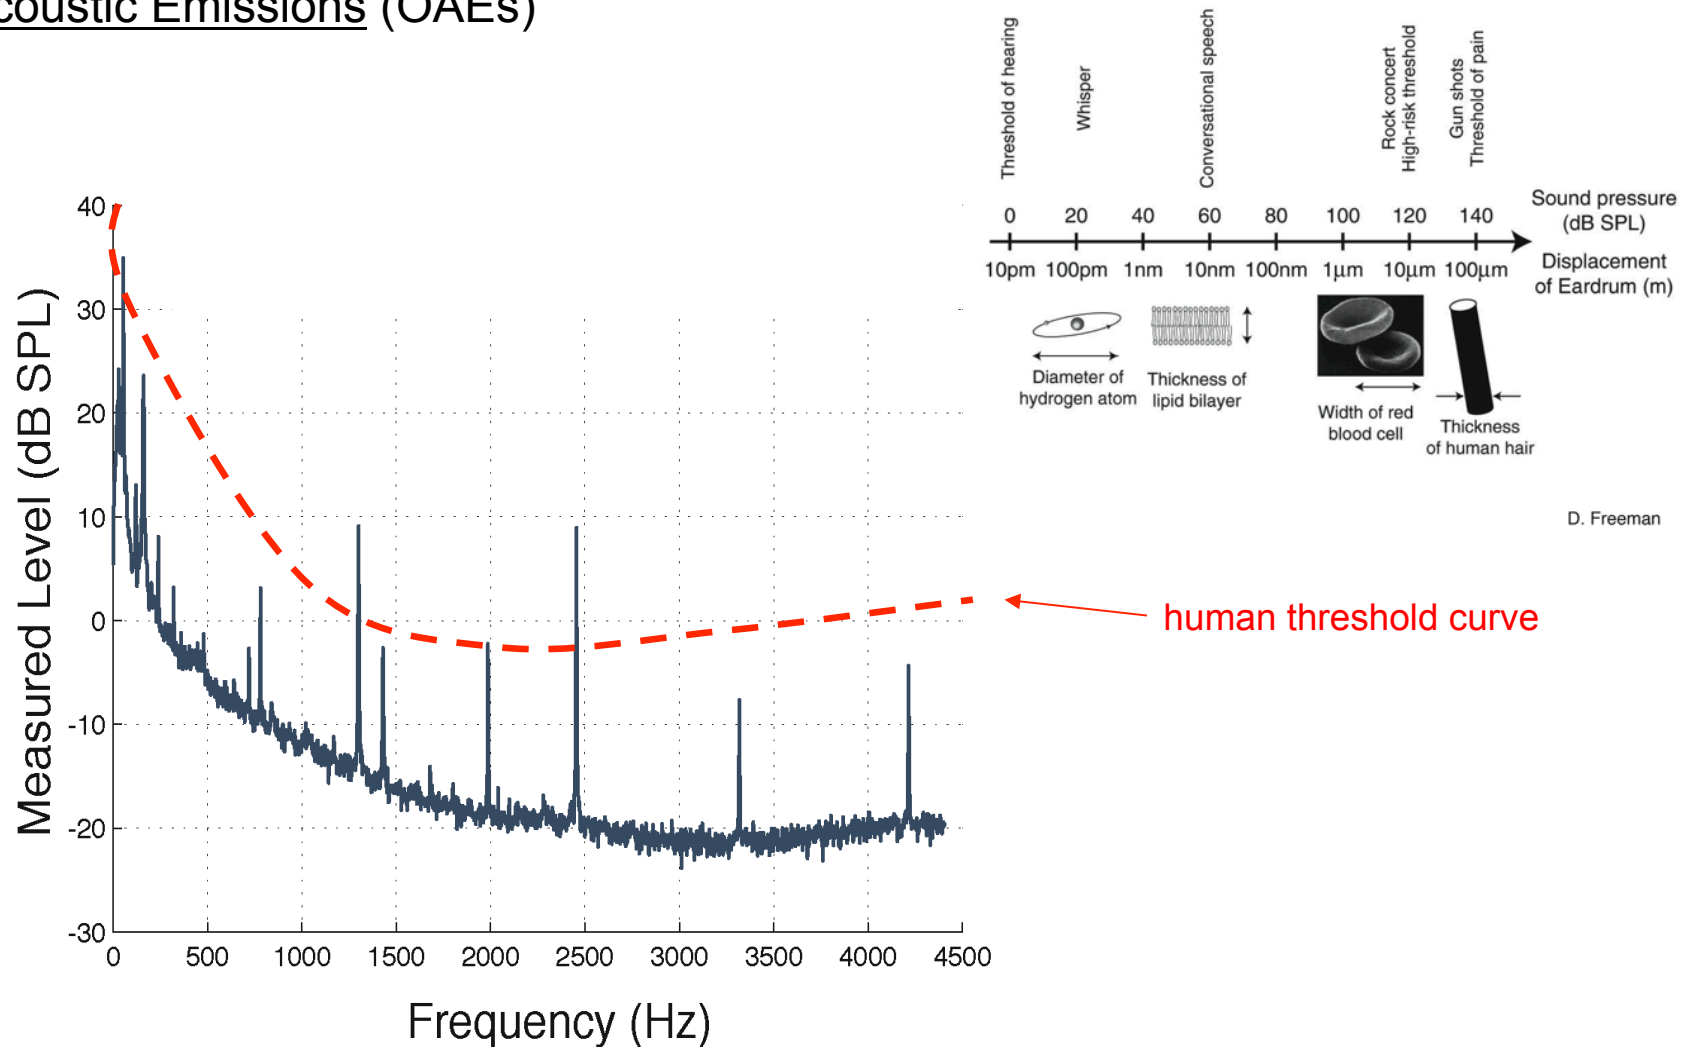 coustic Emissions (OAEs)
Threshold of hearing
Whisper
Conversational speech
Rock concert
High-risk threshold
Gun shots
Threshold of pain
0 20 40 60 80 100 120 140
Sound pressure
(dB SPL)
10pm 100pm 1nm 10nm 100nm 1μm 10μm 100μm
Displacement
of Eardrum (m)
Diameter of
hydrogen atom
Thickness of
lipid bilayer
Width of red
blood cell
Thickness
of human hair
D. Freeman
human threshold curve
Measured Level (dB SPL)
40
30
20
10
0
-10
-20
-30
0 500 1000 1500 2000 2500 3000 3500 4000 4500
Frequency (Hz)